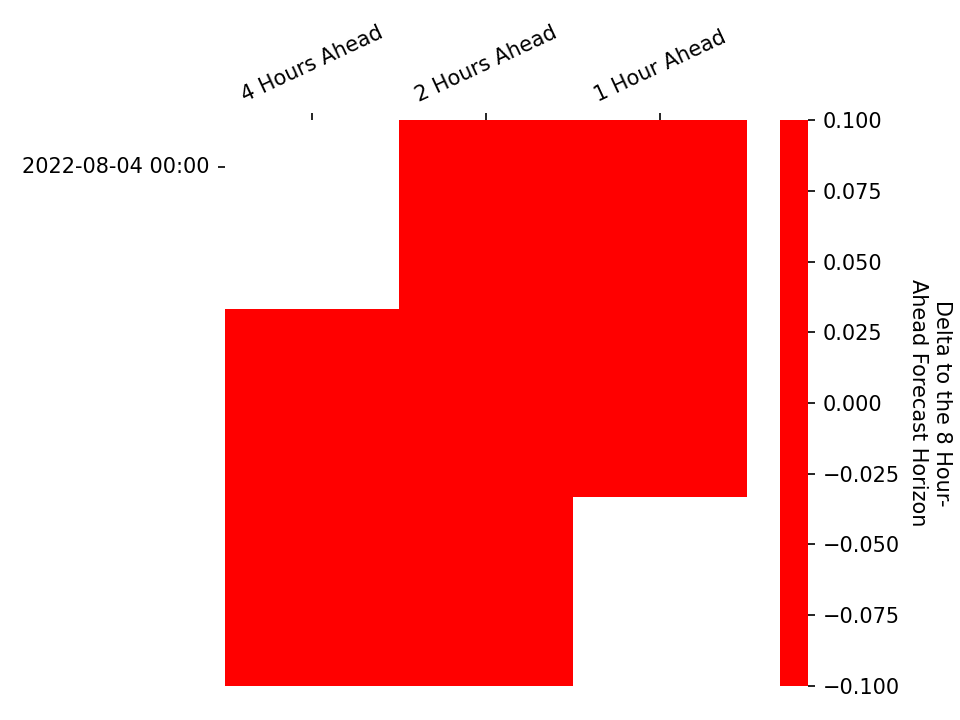 4 Hours Ahead
2 Hours Ahead
1 Hour Ahead
2022-08-04 00:00
0.100
0.075
0.050
0.025
0.000
−0.025
−0.050
−0.075
−0.100
Delta to the 8 Hour-
Ahead Forecast Horizon